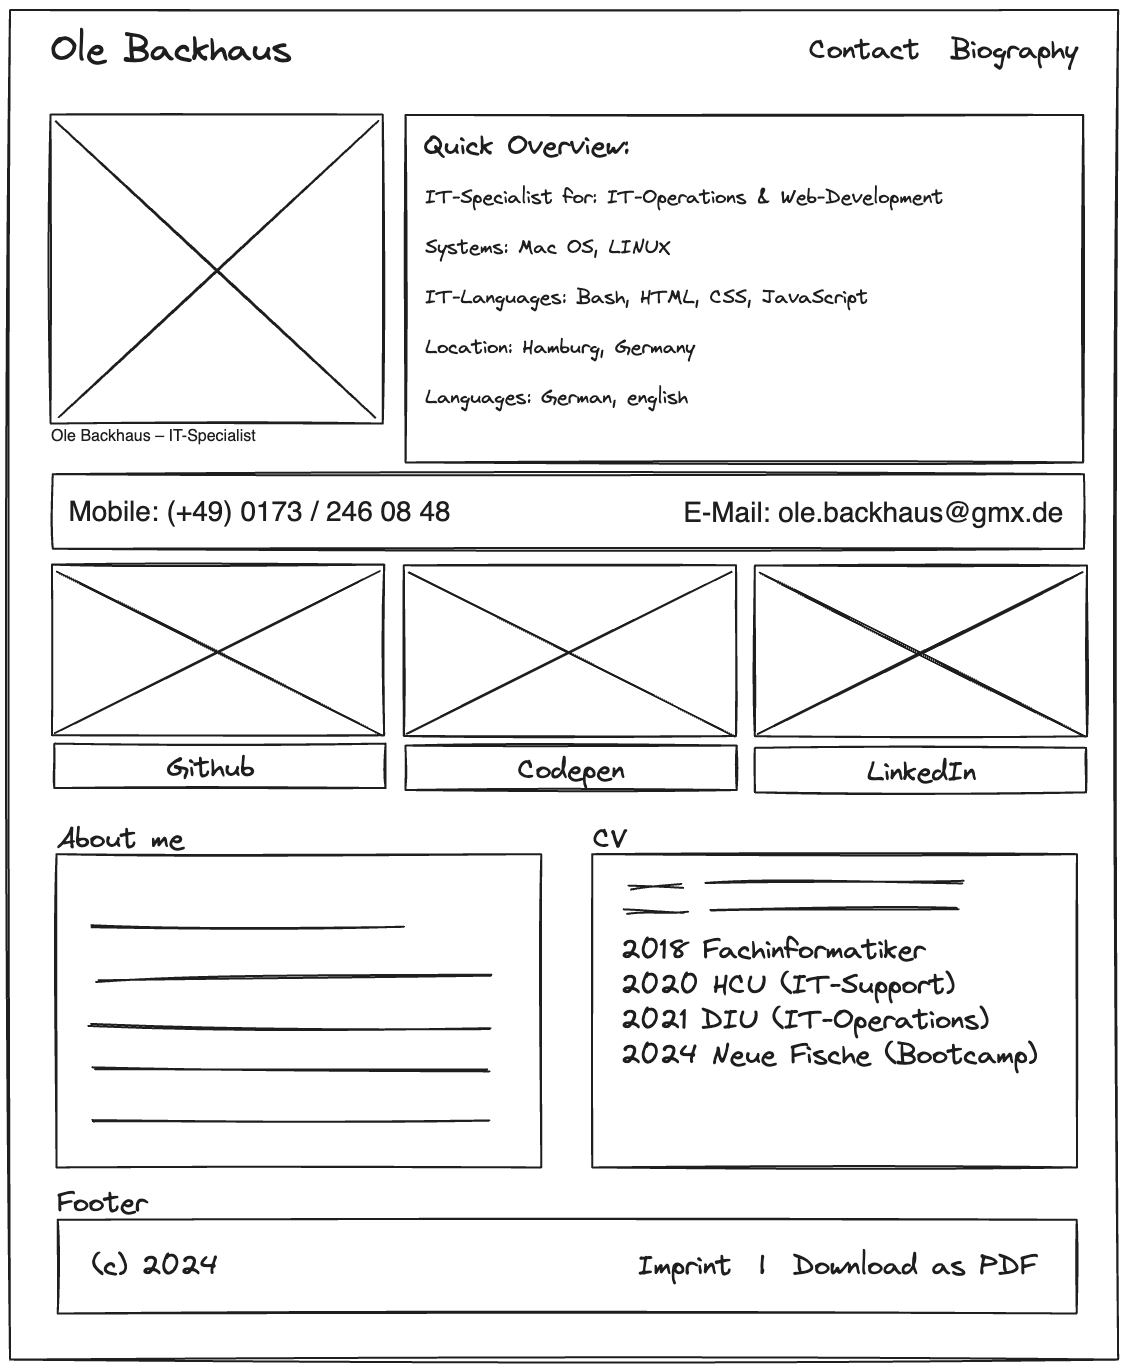 Ole Backhaus
Contact Biography
Quick Overview:
IT-Specialist for: IT-Operations & Web-Development
Systems: Mac OS, LINUX
IT-Languages: Bash, HTML, CSS, JavaScript
Location: Hamburg, Germany
Languages: German, english
Ole Backhaus – IT-Specialist
Mobile: (+49) 0173 / 246 08 48
E-Mail: ole.backhaus@gmx.de
Github
Codepen
LinkedIn
About me
CV
2018 Fachinformatiker
2020 HCU (IT-Support)
2021 DIU (IT-Operations)
2024 Neue Fische (Bootcamp)
Footer
(c) 2024
Imprint | Download as PDF